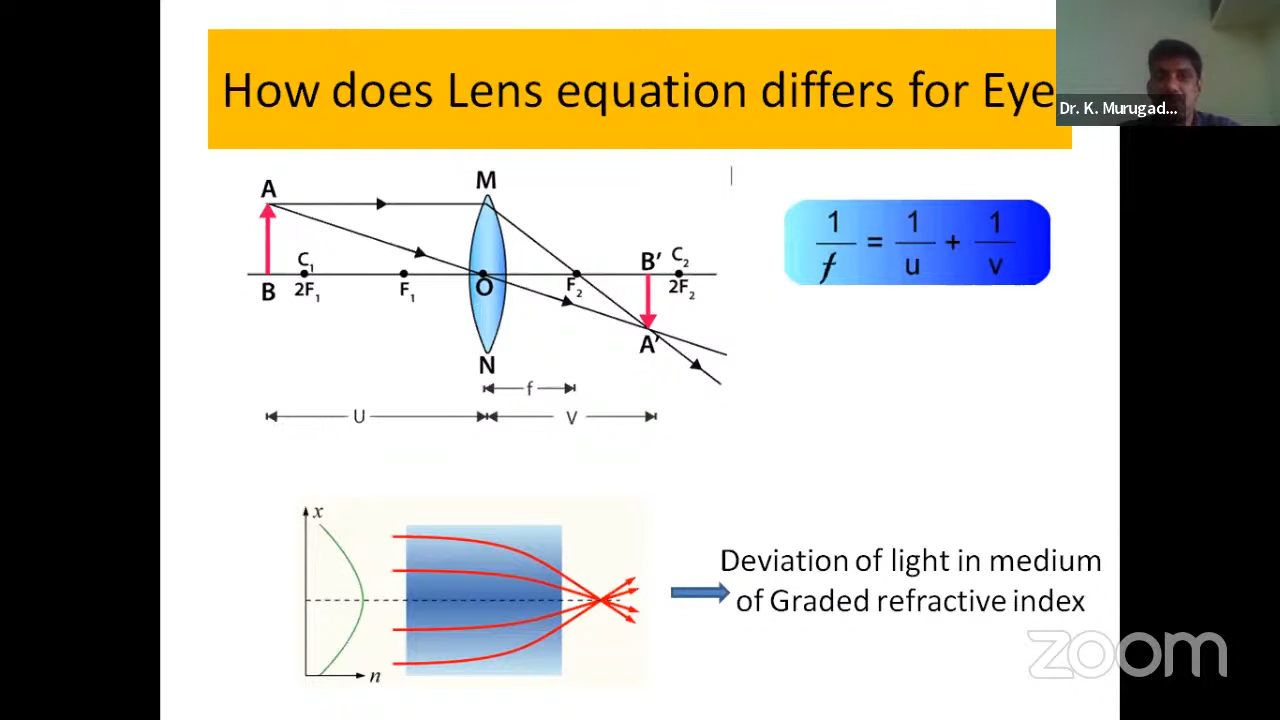 How does Lens equation differs for Eye
Dr. K. Murugad...
A
M
1/f = 1/u + 1/v
C₁
B' C₂
B 2F₁ F₁ O F₂ 2F₂
A'
N
f
U V
x
n
Deviation of light in medium
of Graded refractive index
zoom